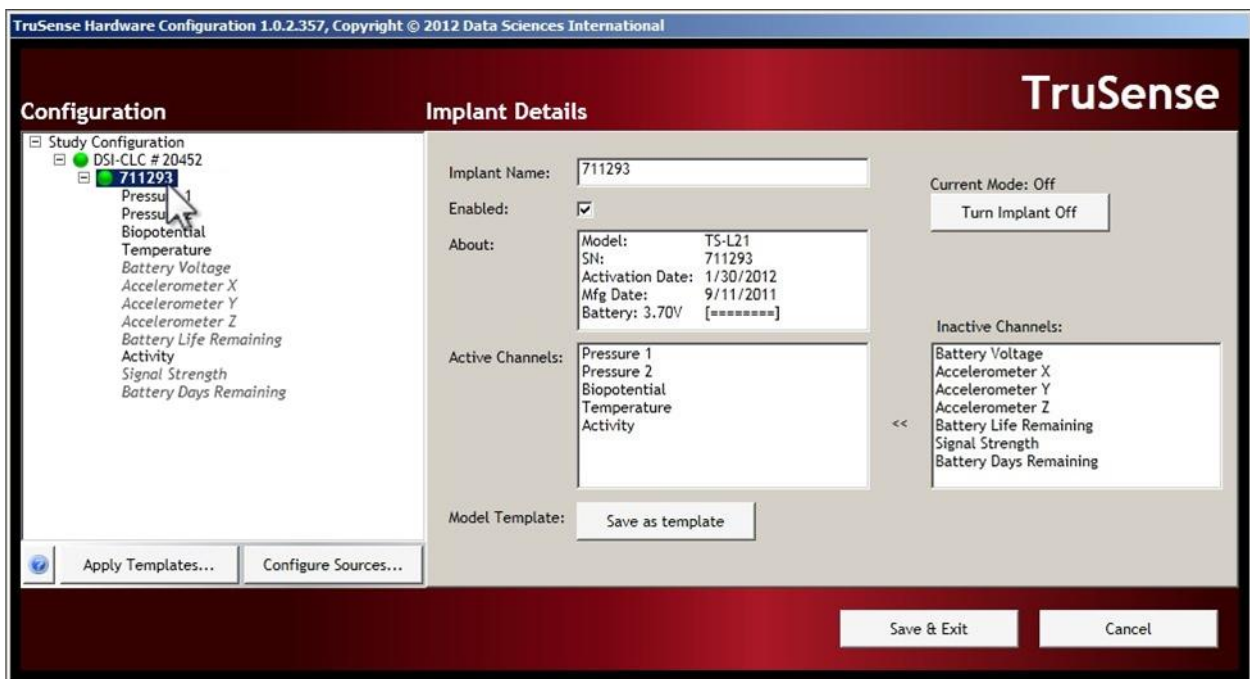 TruSense Hardware Configuration 1.0.2.357, Copyright © 2012 Data Sciences International
TruSense
Configuration
Study Configuration
DSI-CLC # 20452
711293
Pressu 1
Pressu
Biopotential
Temperature
Battery Voltage
Accelerometer X
Accelerometer Y
Accelerometer Z
Battery Life Remaining
Activity
Signal Strength
Battery Days Remaining
Apply Templates...
Configure Sources...
Implant Details
Implant Name: 711293
Enabled:
About:
Model: TS-L21
SN: 711293
Activation Date: 1/30/2012
Mfg Date: 9/11/2011
Battery: 3.70V [========]
Current Mode: Off
Turn Implant Off
Active Channels:
Pressure 1
Pressure 2
Biopotential
Temperature
Activity
<<
Inactive Channels:
Battery Voltage
Accelerometer X
Accelerometer Y
Accelerometer Z
Battery Life Remaining
Signal Strength
Battery Days Remaining
Model Template: Save as template
Save & Exit
Cancel